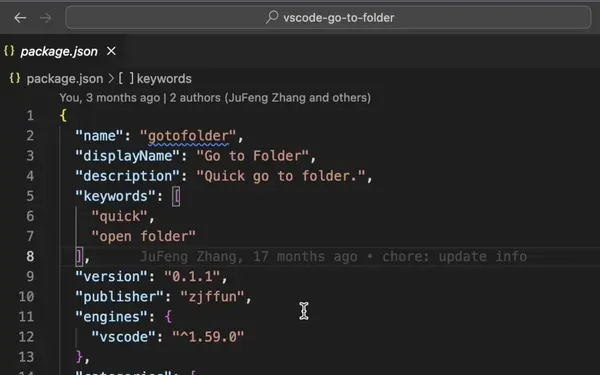 vscode-go-to-folder
{} package.json ×
{} package.json > [ ] keywords
You, 3 months ago | 2 authors (JuFeng Zhang and others)
1 {
2 "name": "gotofolder",
3 "displayName": "Go to Folder",
4 "description": "Quick go to folder.",
5 "keywords": [
6 "quick",
7 "open folder"
8 ], JuFeng Zhang, 17 months ago • chore: update info
9 "version": "0.1.1",
10 "publisher": "zjffun",
11 "engines": {
12 "vscode": "^1.59.0"
13 },